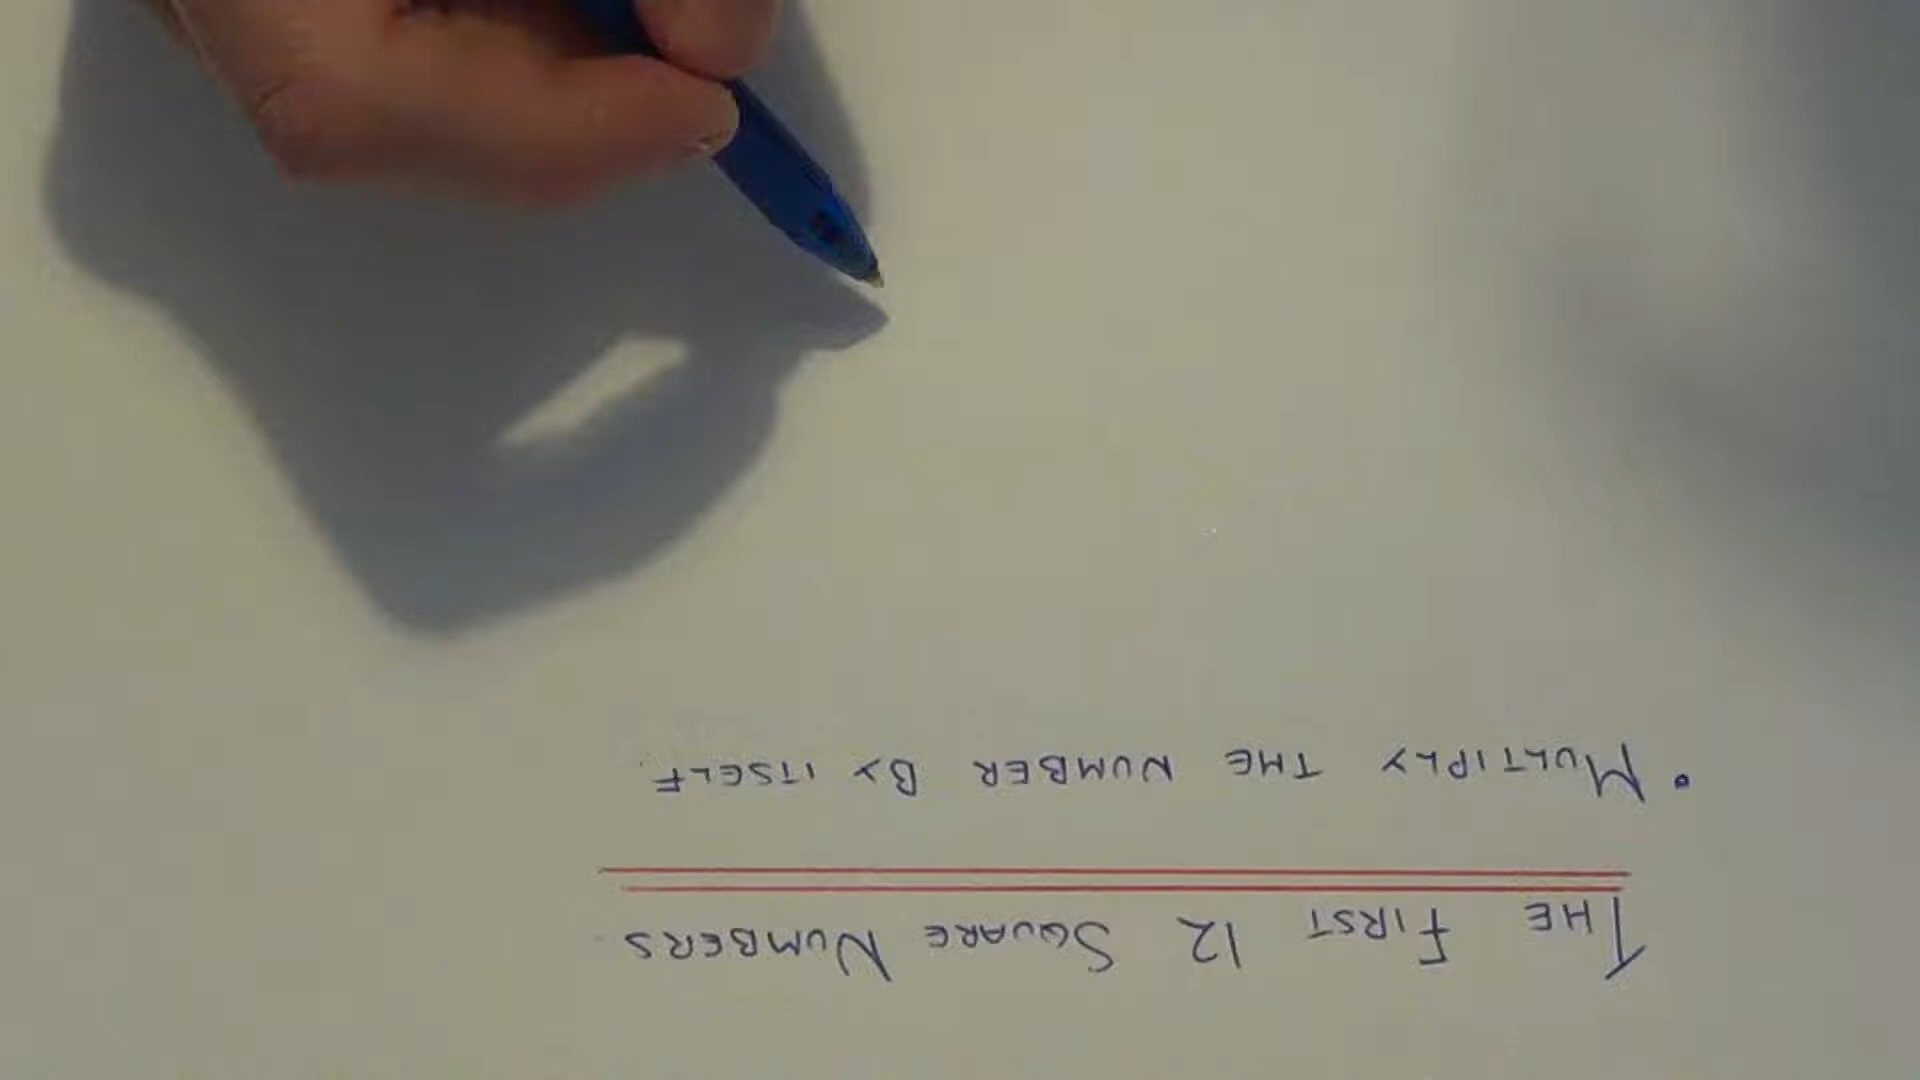 THE FIRST 12 SQUARE NUMBERS
• MULTIPLY THE NUMBER BY ITSELF.